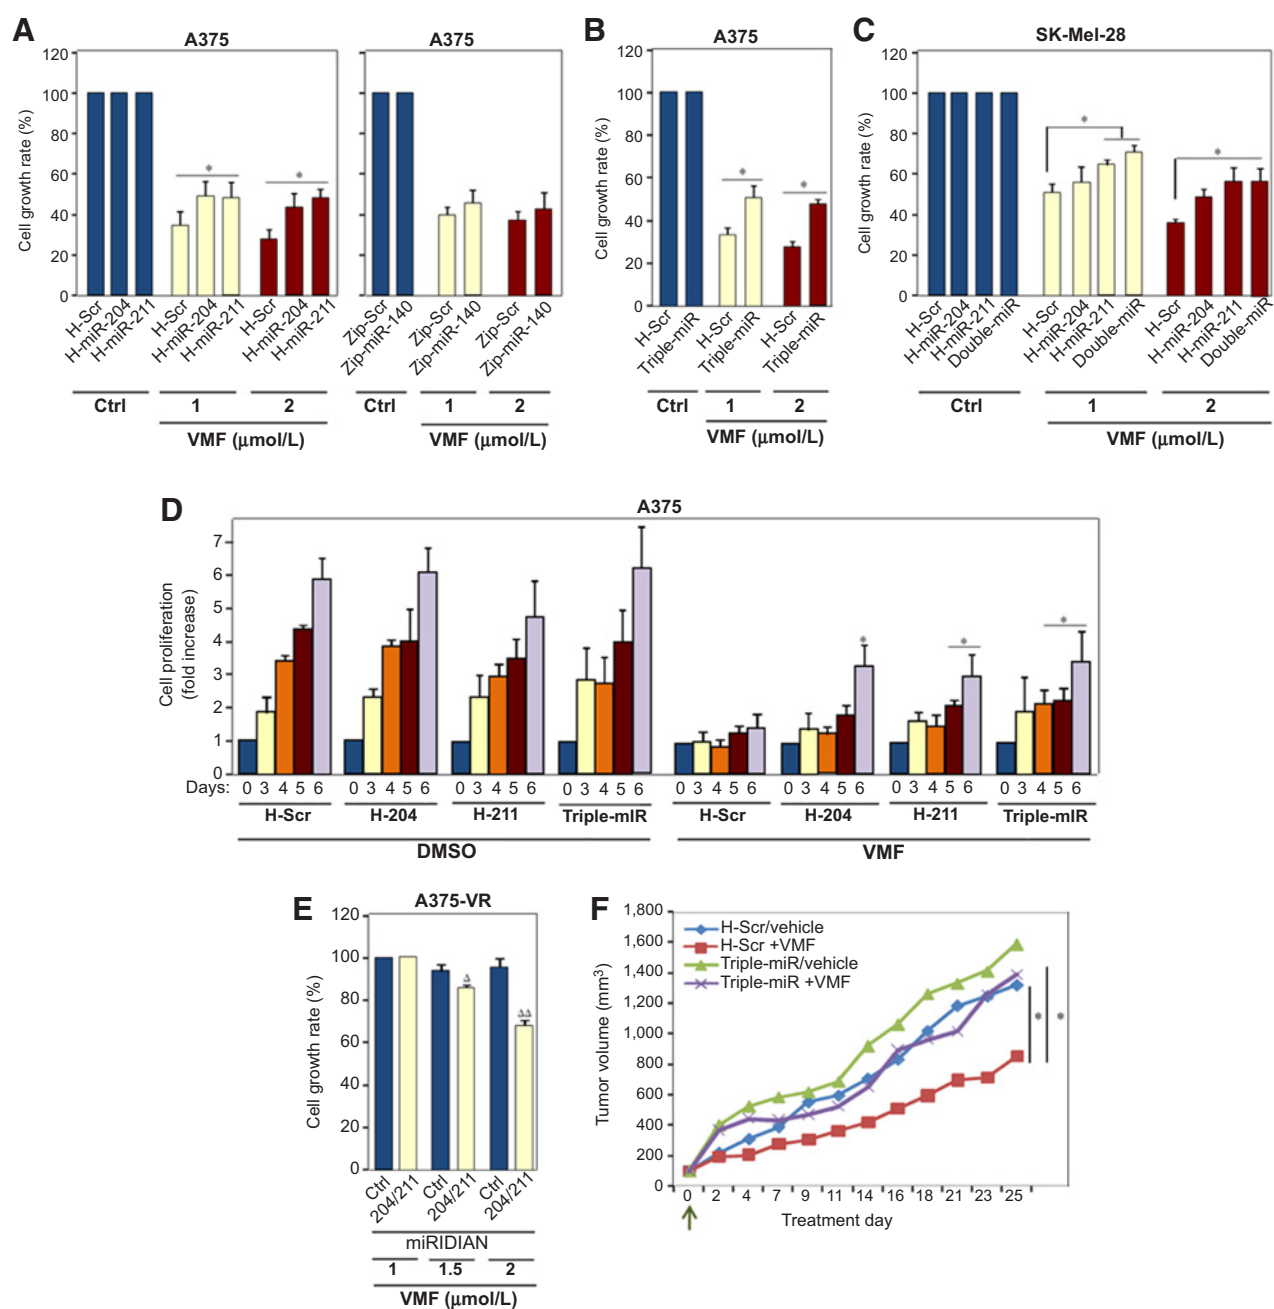 A
A375
A375
Cell growth rate (%)
120
100
80
60
40
20
0
H-Scr
H-miR-204
H-miR-211
H-Scr
H-miR-204
H-miR-211
H-Scr
H-miR-204
H-miR-211
Ctrl
1
2
VMF (μmol/L)
*
*
Zip-Scr
Zip-miR-140
Zip-Scr
Zip-miR-140
Zip-Scr
Zip-miR-140
Ctrl
1
2
VMF (μmol/L)
B
A375
Cell growth rate (%)
120
100
80
60
40
20
0
*
*
H-Scr
Triple-miR
H-Scr
Triple-miR
H-Scr
Triple-miR
Ctrl
1
2
VMF (μmol/L)
C
SK-Mel-28
Cell growth rate (%)
120
100
80
60
40
20
0
*
*
H-Scr
H-miR-204
H-miR-211
Double-miR
H-Scr
H-miR-204
H-miR-211
Double-miR
H-Scr
H-miR-204
H-miR-211
Double-miR
Ctrl
1
2
VMF (μmol/L)
D
A375
Cell proliferation
(fold increase)
7
6
5
4
3
2
1
0
*
*
*
Days: 0 3 4 5 6 0 3 4 5 6 0 3 4 5 6 0 3 4 5 6 0 3 4 5 6 0 3 4 5 6 0 3 4 5 6 0 3 4 5 6
H-Scr H-204 H-211 Triple-mIR H-Scr H-204 H-211 Triple-mIR
DMSO VMF
E
A375-VR
Cell growth rate (%)
120
100
80
60
40
20
0
Δ
ΔΔ
Ctrl
204/211
Ctrl
204/211
Ctrl
204/211
miRIDIAN
1 1.5 2
VMF (μmol/L)
F
Tumor volume (mm³)
1,800
1,600
1,400
1,200
1,000
800
600
400
200
0
H-Scr/vehicle
H-Scr +VMF
Triple-miR/vehicle
Triple-miR +VMF
* *
0 2 4 7 9 11 14 16 18 21 23 25
Treatment day